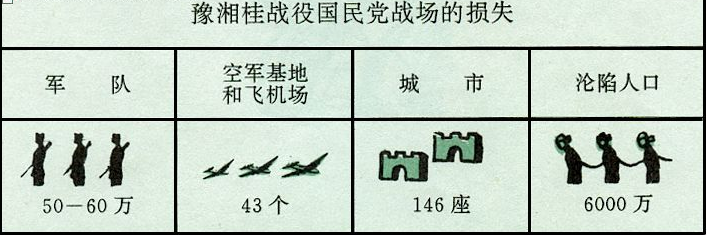 豫湘桂战役国民党战场的损失
军 队
空军基地
和飞机场
城 市
沦陷人口
50—60万
43个
146座
6000万